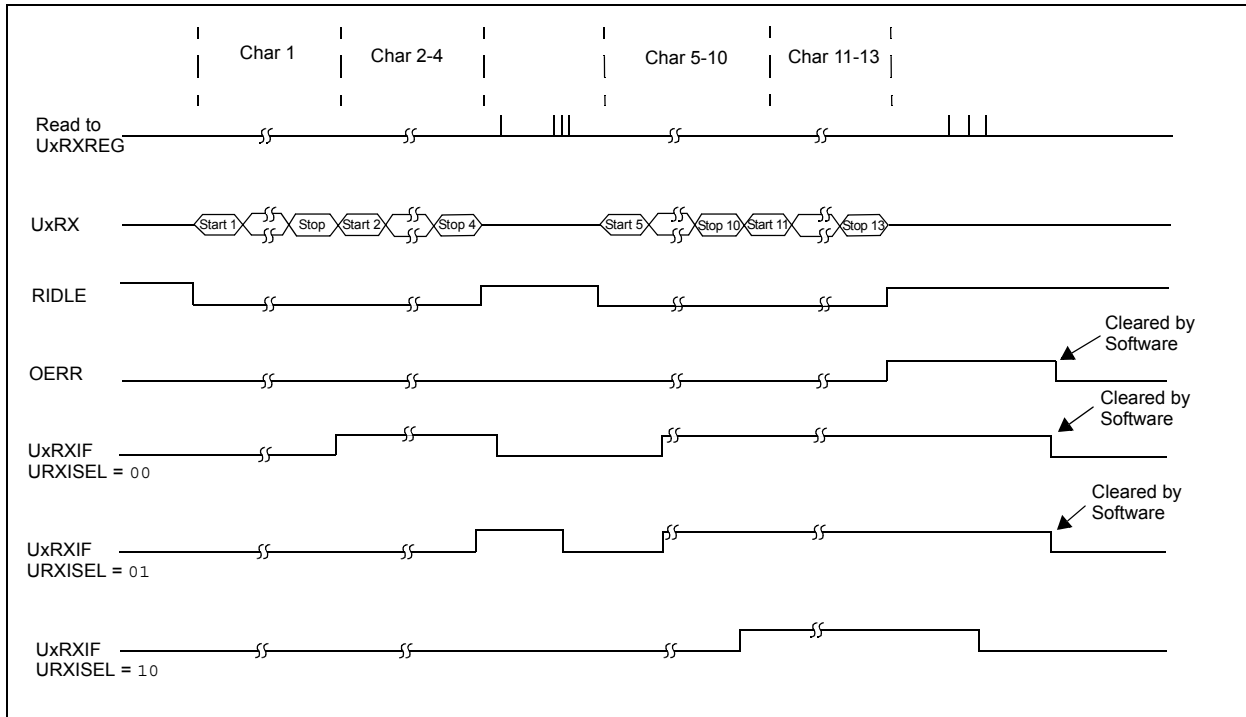 Char 1
Char 2-4
Char 5-10
Char 11-13
Read to
UxRXREG
UxRX
Start 1
Stop
Start 2
Stop 4
Start 5
Stop 10
Start 11
Stop 13
RIDLE
Cleared by
Software
OERR
Cleared by
Software
UxRXIF
URXISEL = 00
Cleared by
Software
UxRXIF
URXISEL = 01
UxRXIF
URXISEL = 10